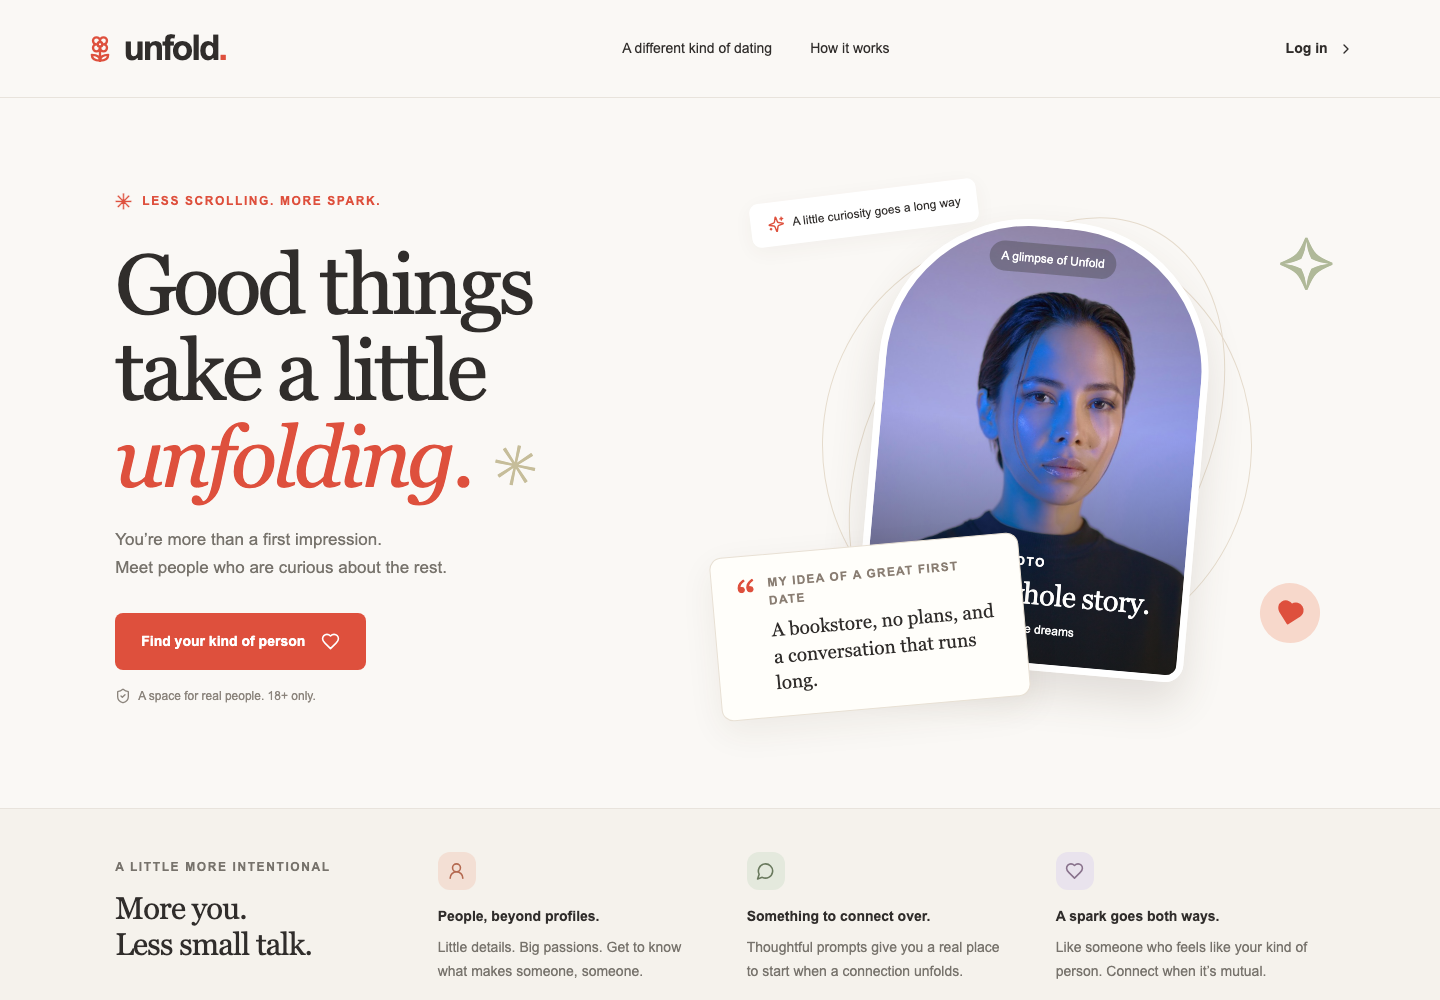 unfold.
A different kind of dating
How it works
Log in
LESS SCROLLING. MORE SPARK.
Good things
take a little
unfolding.
You’re more than a first impression.
Meet people who are curious about the rest.
Find your kind of person
A space for real people. 18+ only.
A little curiosity goes a long way
A glimpse of Unfold
whole story.
dreams
“ MY IDEA OF A GREAT FIRST
DATE
A bookstore, no plans, and
a conversation that runs
long.
A LITTLE MORE INTENTIONAL
More you.
Less small talk.
People, beyond profiles.
Little details. Big passions. Get to know
what makes someone, someone.
Something to connect over.
Thoughtful prompts give you a real place
to start when a connection unfolds.
A spark goes both ways.
Like someone who feels like your kind of
person. Connect when it’s mutual.